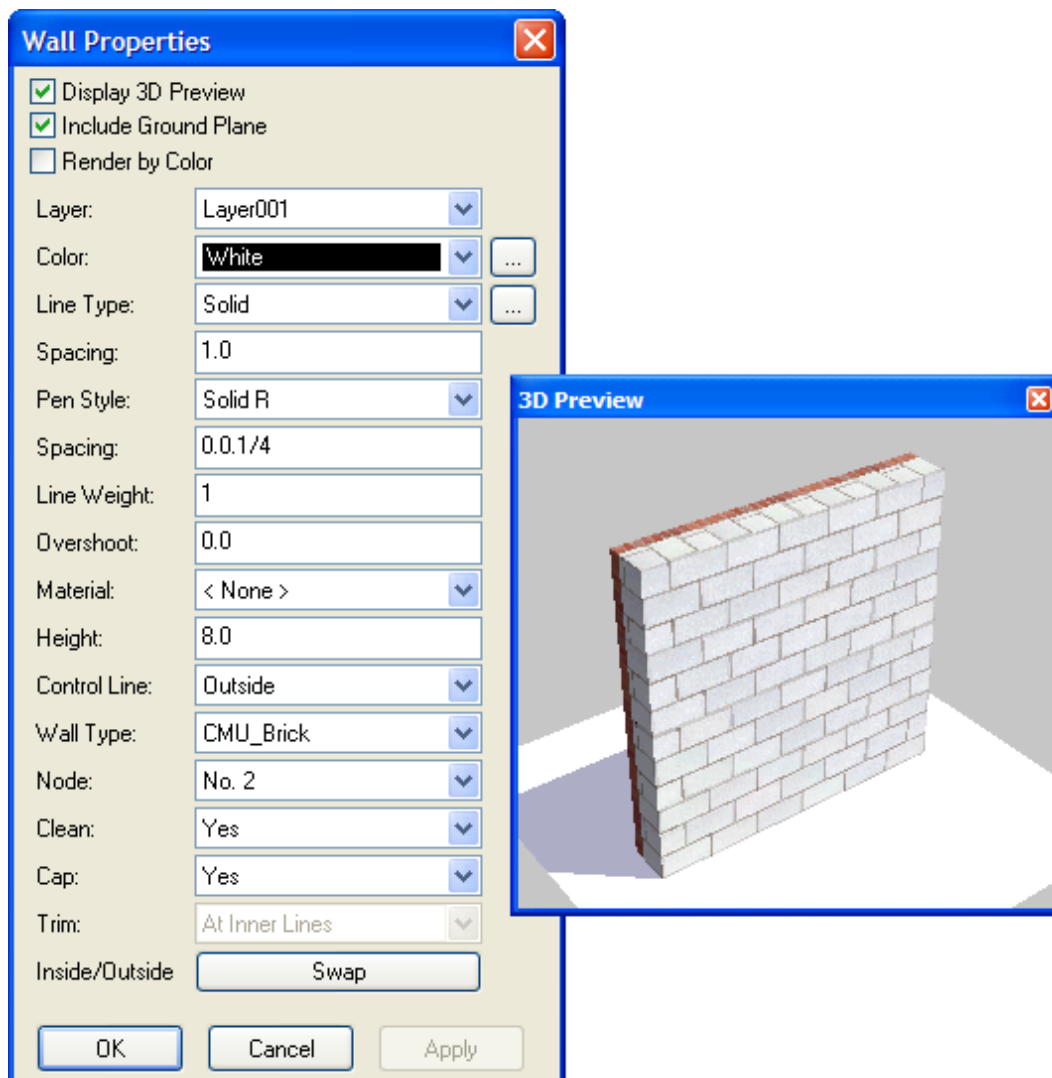 Wall Properties
Display 3D Preview
Include Ground Plane
Render by Color
Layer: Layer001
Color: White ...
Line Type: Solid ...
Spacing: 1.0
Pen Style: Solid R
Spacing: 0.0.1/4
Line Weight: 1
Overshoot: 0.0
Material: < None >
Height: 8.0
Control Line: Outside
Wall Type: CMU_Brick
Node: No. 2
Clean: Yes
Cap: Yes
Trim: At Inner Lines
Inside/Outside Swap
OK Cancel Apply
3D Preview